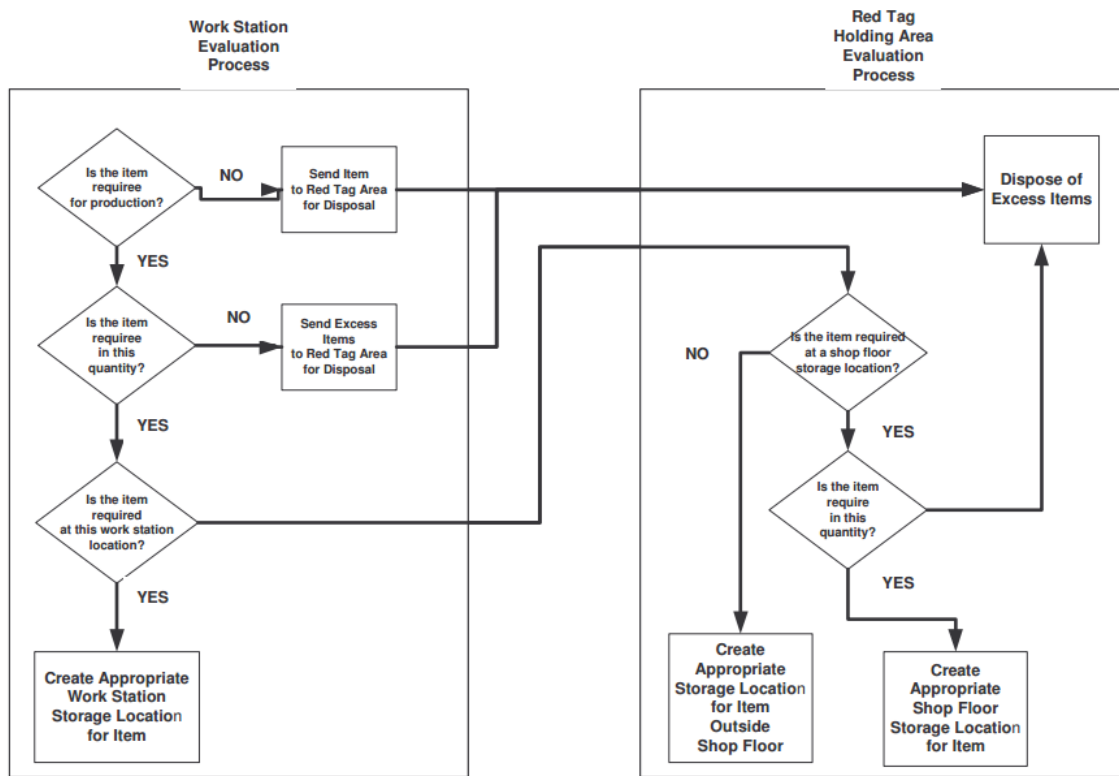 Work Station
Evaluation
Process
Red Tag
Holding Area
Evaluation
Process
Is the item
requiree
for production?
NO
Send Item
to Red Tag Area
for Disposal
Dispose of
Excess Items
YES
Is the item
requiree
in this
quantity?
NO
Send Excess
Items
to Red Tag Area
for Disposal
NO
Is the item required
at a shop floor
storage location?
YES
YES
Is the item
required
at this work station
location?
Is the item
require
in this
quantity?
YES
YES
Create Appropriate
Work Station
Storage Location
for Item
Create
Appropriate
Storage Location
for Item
Outside
Shop Floor
Create
Appropriate
Shop Floor
Storage Location
for Item